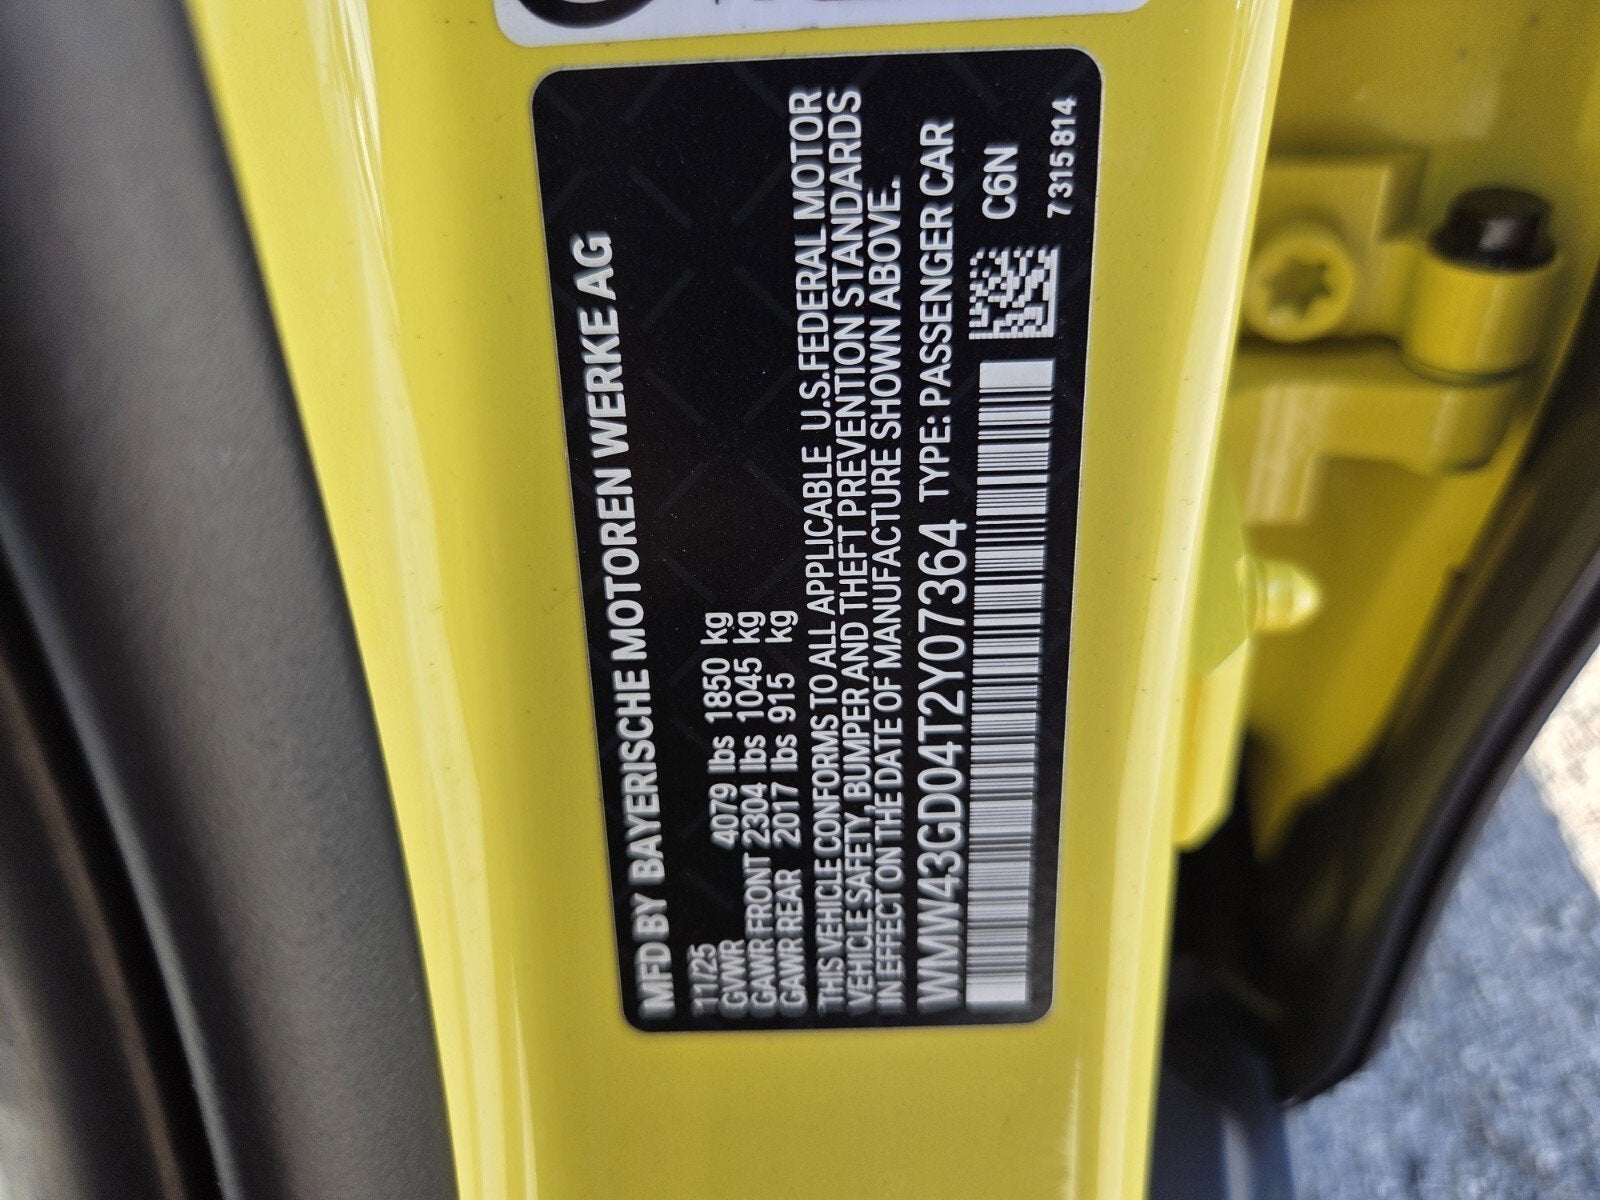 MFD BY BAYERISCHE MOTOREN WERKE AG
11/25
GVWR 4079 lbs 1850 kg
GAWR FRONT 2304 lbs 1045 kg
GAWR REAR 2017 lbs 915 kg
THIS VEHICLE CONFORMS TO ALL APPLICABLE U.S.FEDERAL MOTOR
VEHICLE SAFETY, BUMPER AND THEFT PREVENTION STANDARDS
IN EFFECT ON THE DATE OF MANUFACTURE SHOWN ABOVE.
WMW43GD04T2Y07364 TYPE: PASSENGER CAR
C6N
7315814